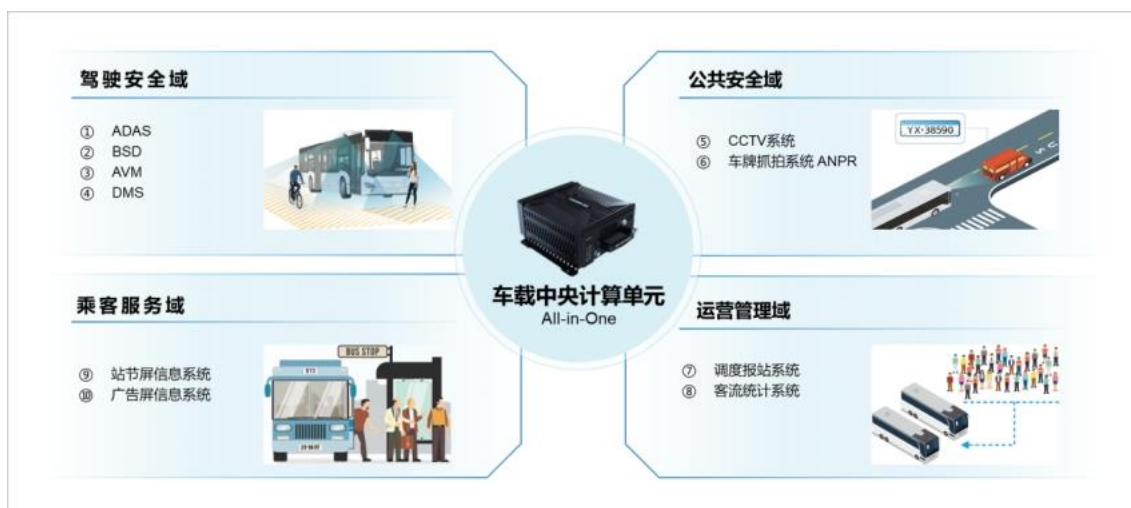 驾驶安全域
① ADAS
② BSD
③ AVM
④ DMS
公共安全域
⑤ CCTV系统
⑥ 车牌抓拍系统 ANPR
YX-38590
车载中央计算单元
All-in-One
乘客服务域
⑨ 站节屏信息系统
⑩ 广告屏信息系统
BUS STOP
运营管理域
⑦ 调度报站系统
⑧ 客流统计系统